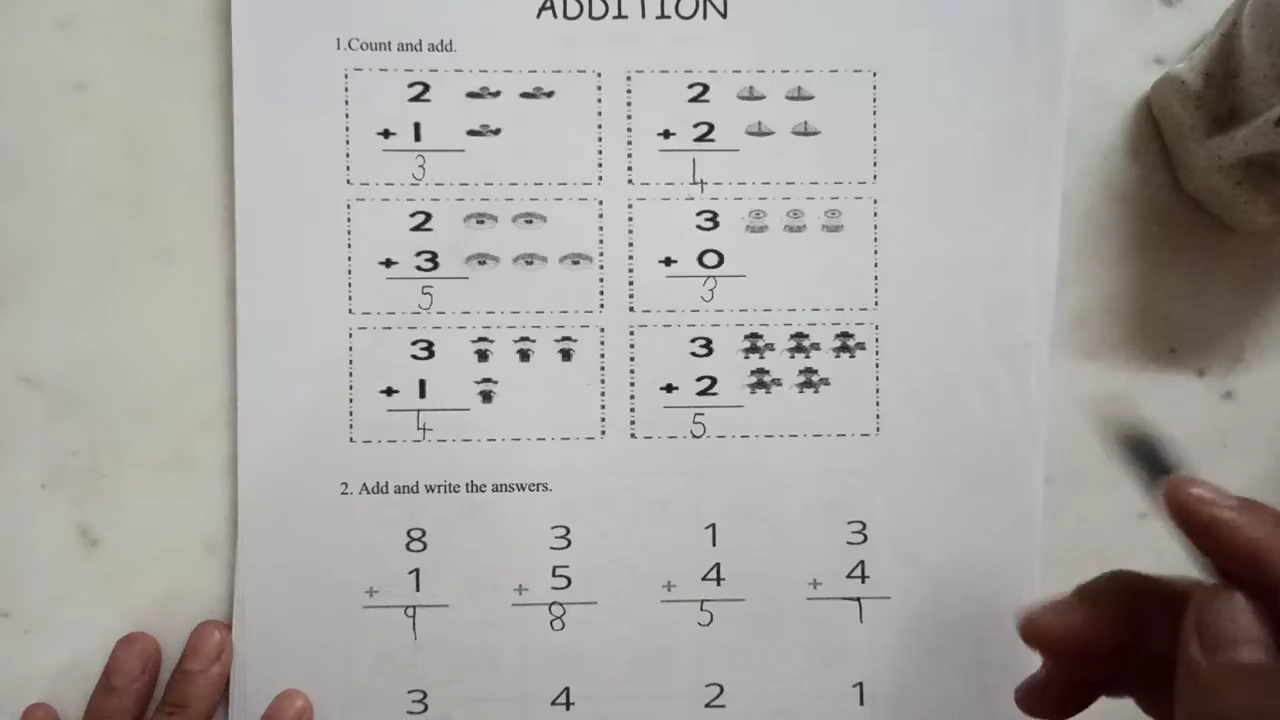 ADDITION
1.Count and add.
2 2
+ 1 + 2
3 4
2 3
+ 3 + 0
5 3
3 3
+ 1 + 2
4 5
2. Add and write the answers.
8 3 1 3
+ 1 + 5 + 4 + 4
9 8 5 7
3 4 2 1